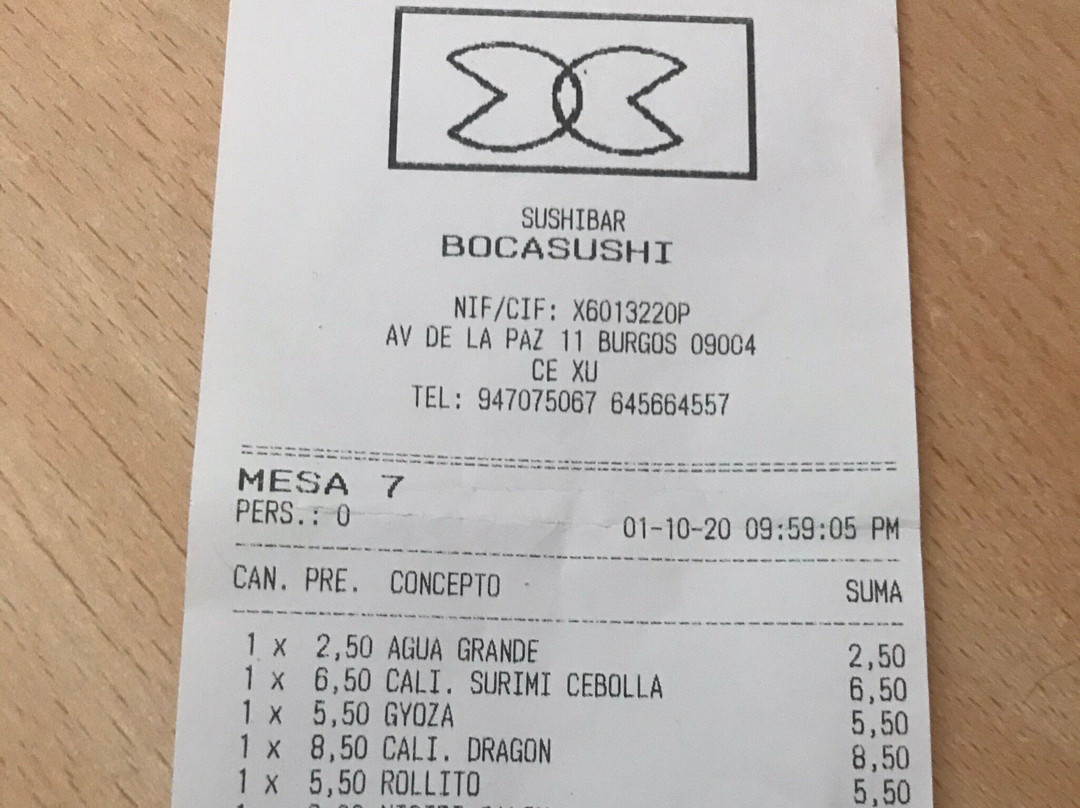 SUSHIBAR
BOCASUSHI
NIF/CIF: X6013220P
AV DE LA PAZ 11 BURGOS 09004
CE XU
TEL: 947075067 645664557
MESA 7
PERS.: 0 01-10-20 09:59:05 PM
CAN. PRE. CONCEPTO SUMA
1 x 2,50 AGUA GRANDE 2,50
1 x 6,50 CALI. SURIMI CEBOLLA 6,50
1 x 5,50 GYOZA 5,50
1 x 8,50 CALI. DRAGON 8,50
1 x 5,50 ROLLITO 5,50